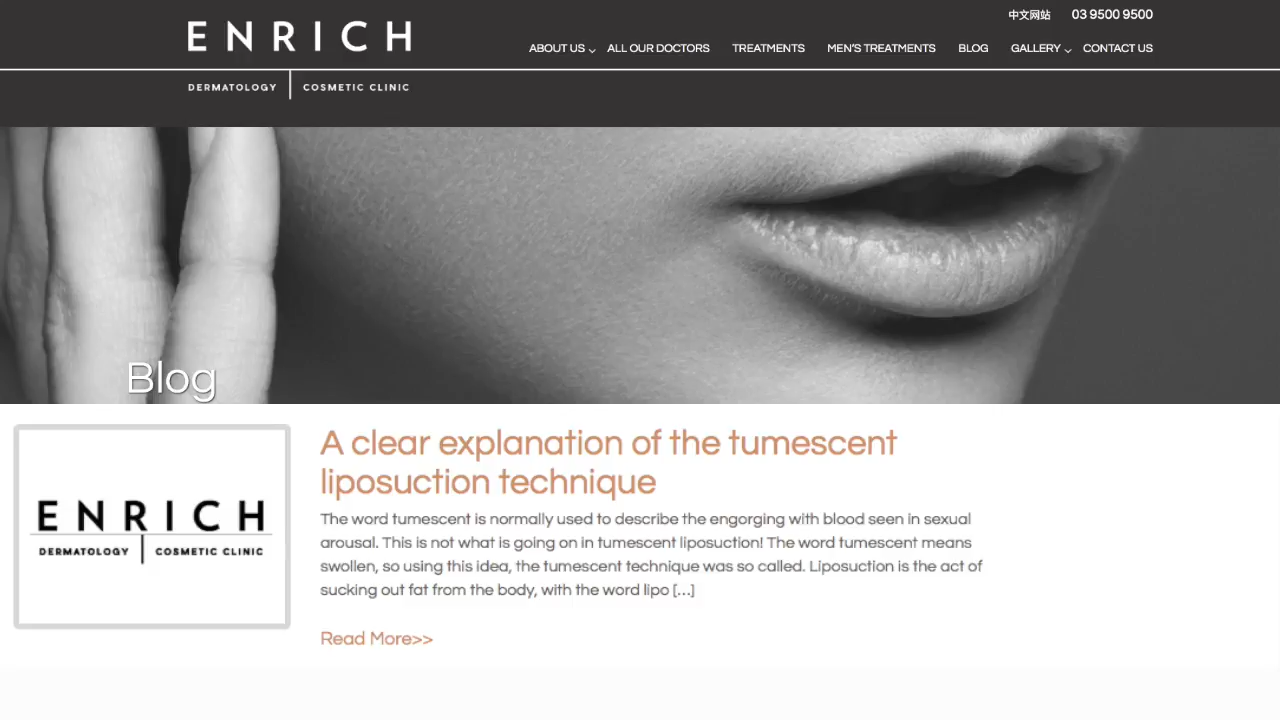 ENRICH
DERMATOLOGY
COSMETIC CLINIC
中文网站
03 9500 9500
ABOUT US
ALL OUR DOCTORS
TREATMENTS
MEN'S TREATMENTS
BLOG
GALLERY
CONTACT US
Blog
ENRICH
DERMATOLOGY
COSMETIC CLINIC
A clear explanation of the tumescent
liposuction technique
The word tumescent is normally used to describe the engorging with blood seen in sexual
arousal. This is not what is going on in tumescent liposuction! The word tumescent means
swollen, so using this idea, the tumescent technique was so called. Liposuction is the act of
sucking out fat from the body, with the word lipo [...]
Read More>>